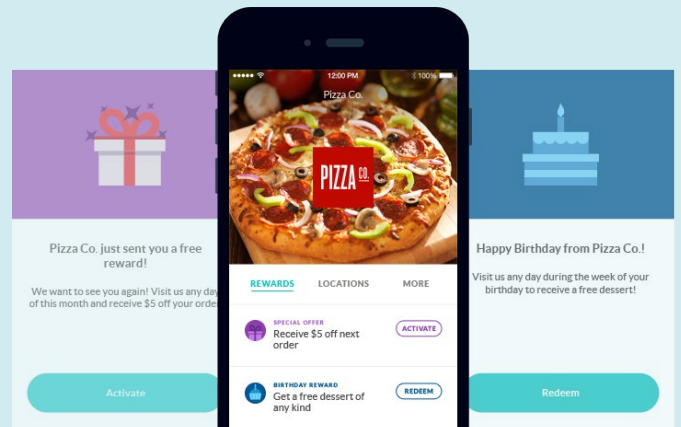 12:00 PM
100%
Pizza Co.
PIZZA CO.
Pizza Co. just sent you a free
reward!
We want to see you again! Visit us any day
of this month and receive $5 off your order
Activate
REWARDS
LOCATIONS
MORE
SPECIAL OFFER
Receive $5 off next
order
ACTIVATE
BIRTHDAY REWARD
Get a free dessert of
any kind
REDEEM
Happy Birthday from Pizza Co.!
Visit us any day during the week of your
birthday to receive a free dessert!
Redeem